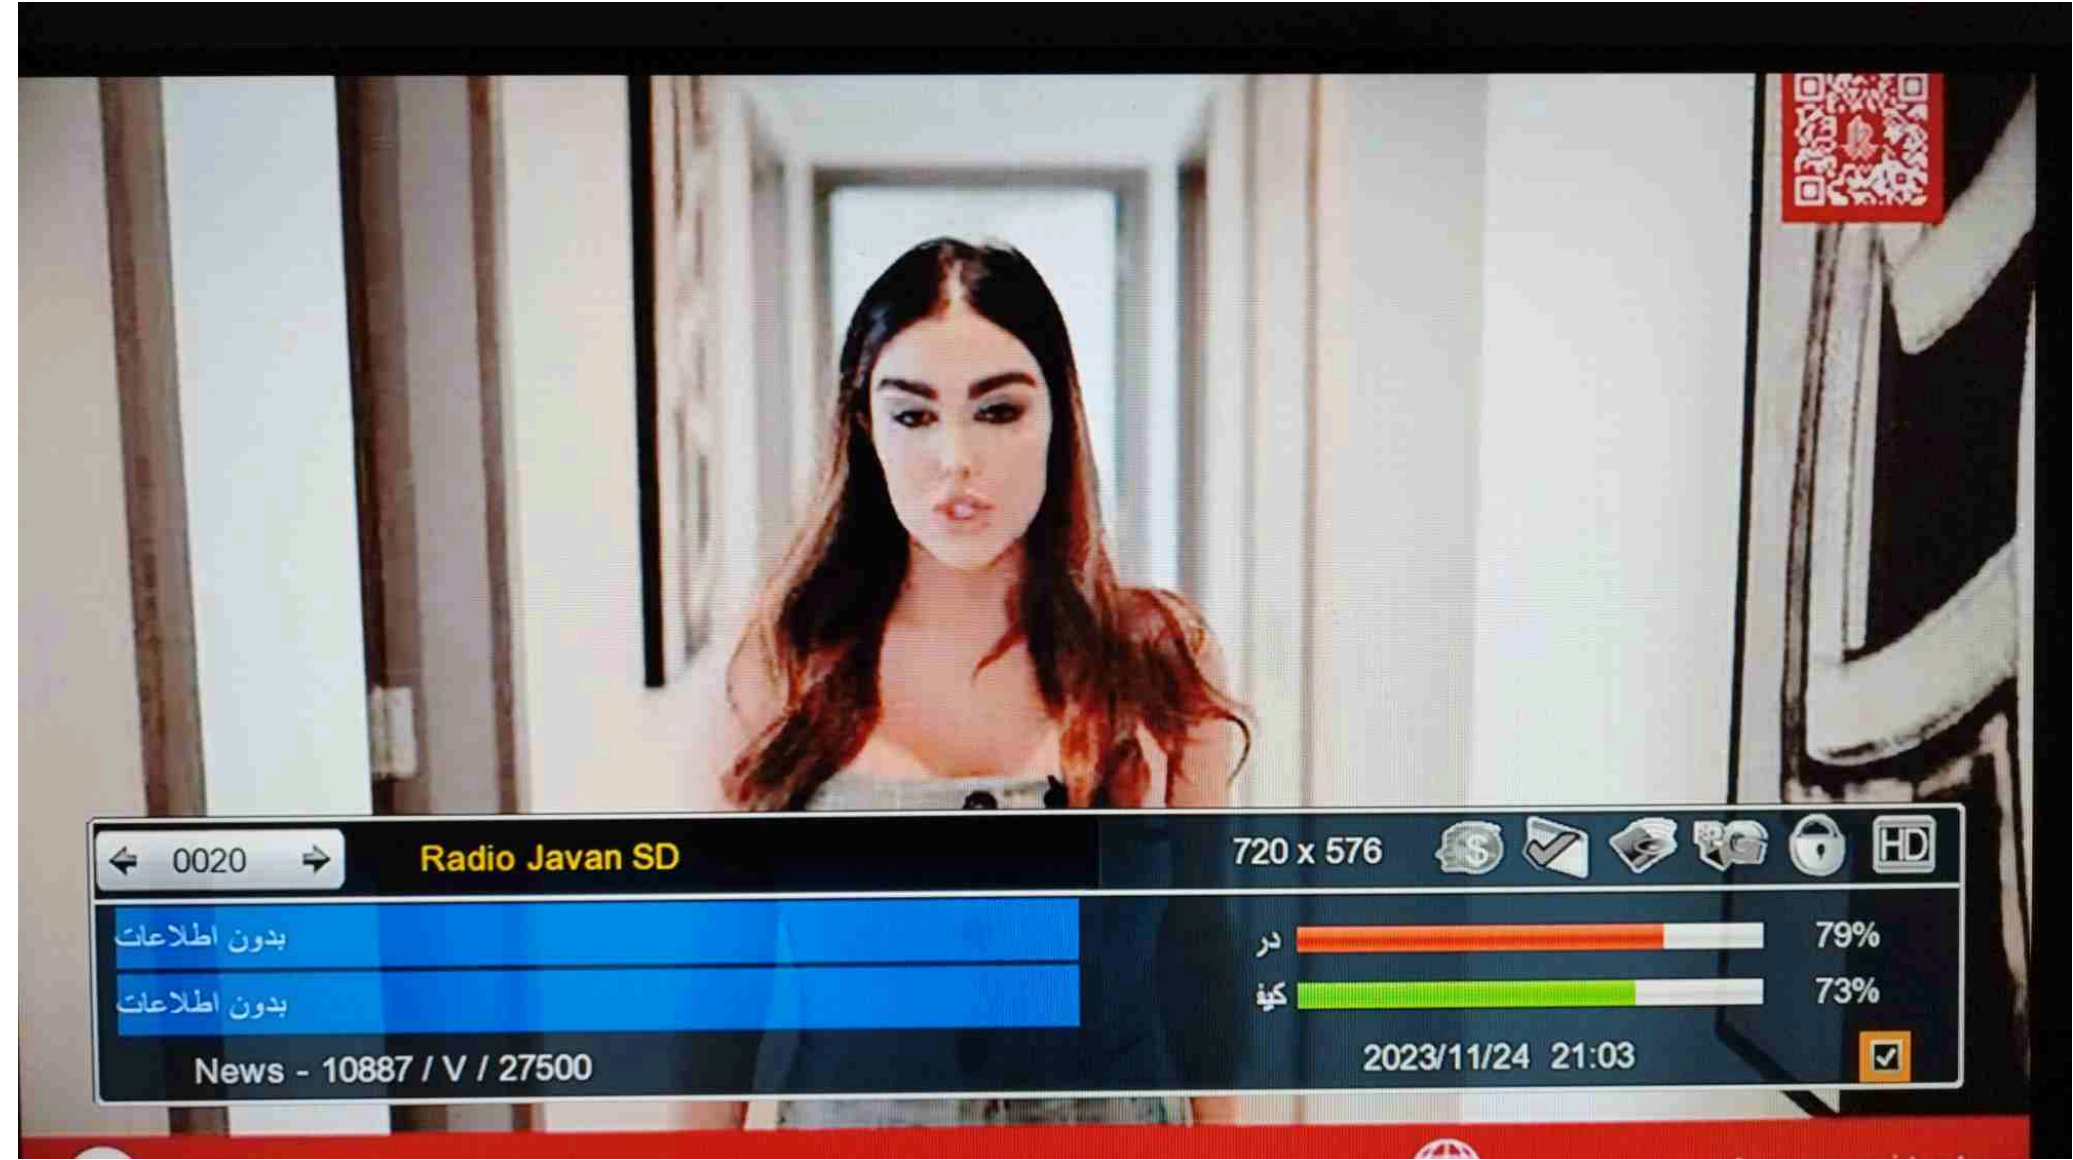 0020
Radio Javan SD
720 x 576
HD
بدون اطلاعات
در
79%
بدون اطلاعات
کیف
73%
News - 10887 / V / 27500
2023/11/24 21:03